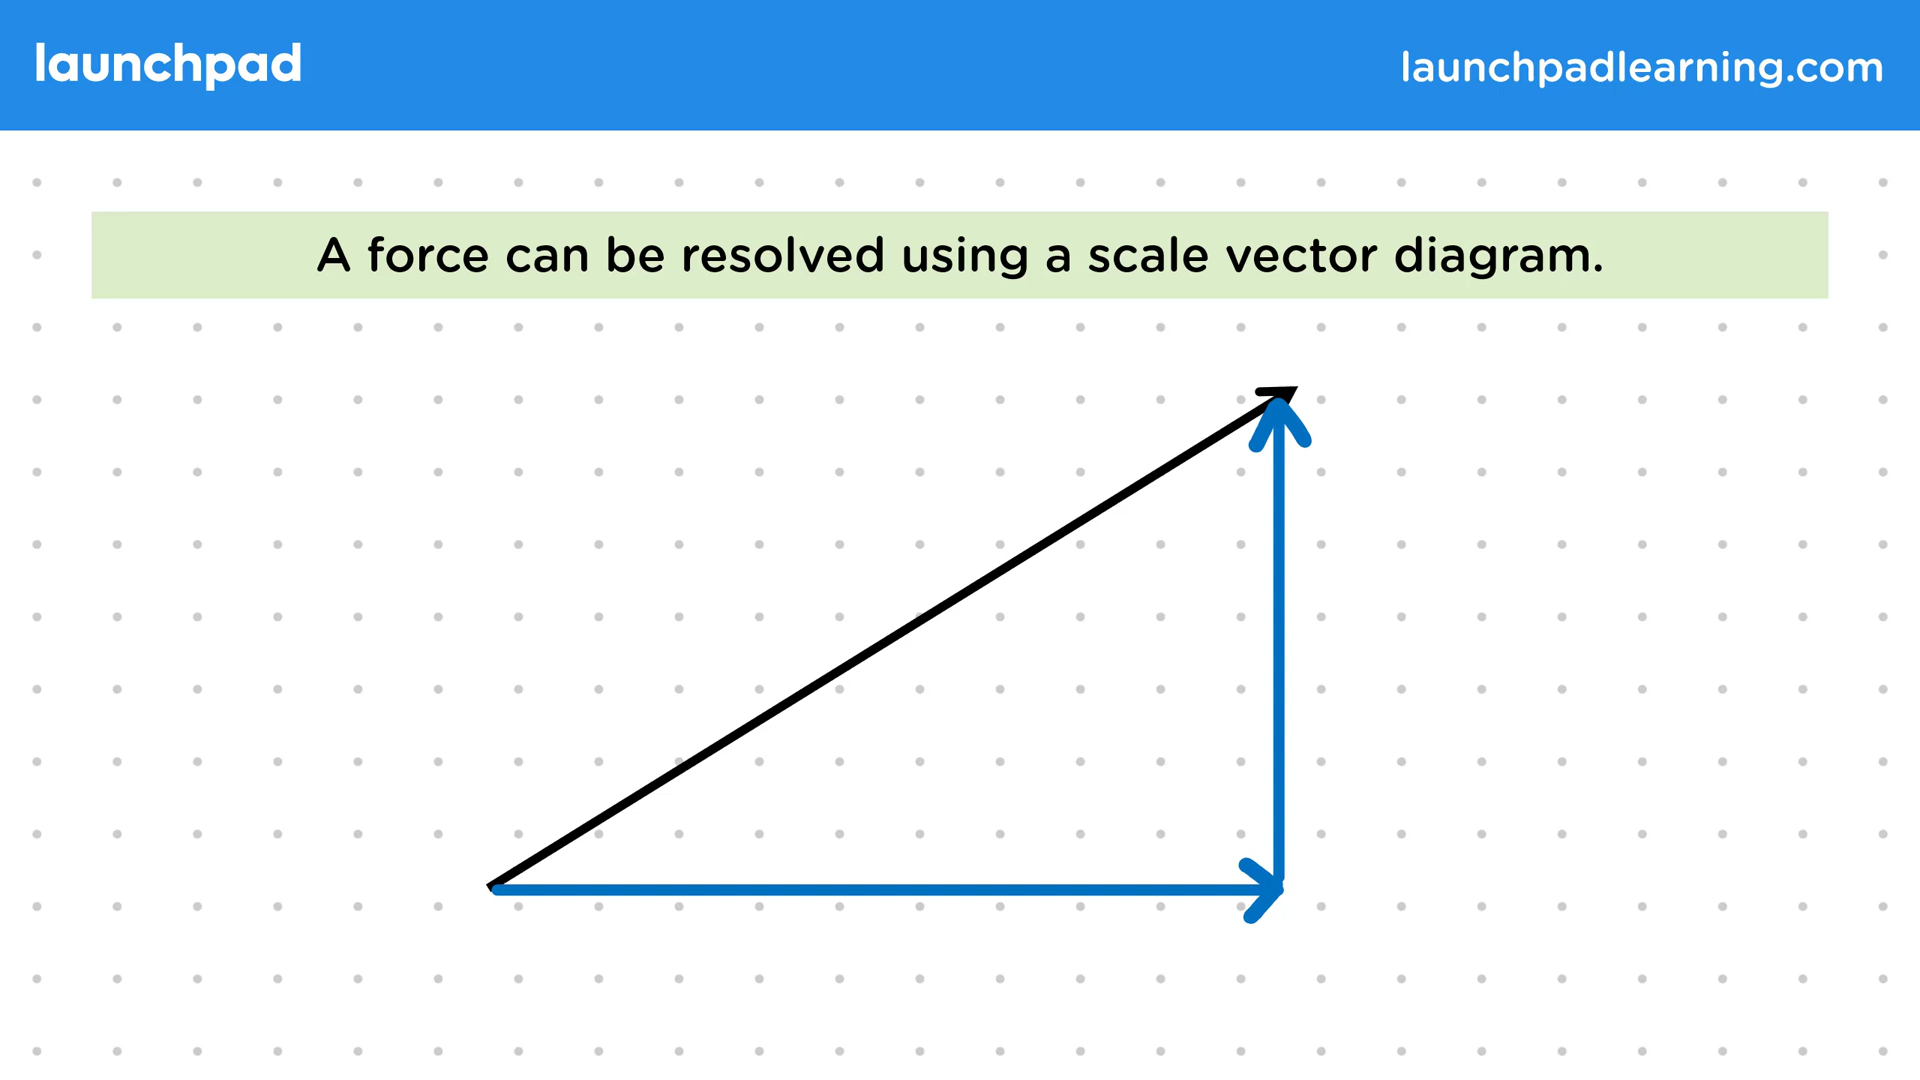 launchpad
launchpadlearning.com
A force can be resolved using a scale vector diagram.